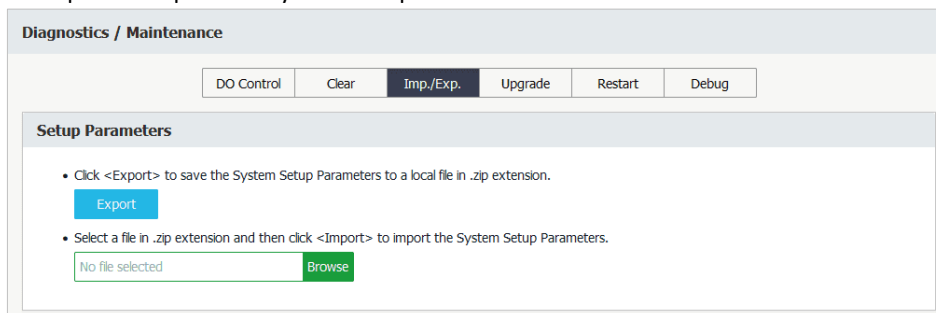 Diagnostics / Maintenance
DO Control Clear Imp./Exp. Upgrade Restart Debug
Setup Parameters
• Click <Export> to save the System Setup Parameters to a local file in .zip extension.
Export
• Select a file in .zip extension and then click <Import> to import the System Setup Parameters.
No file selected Browse